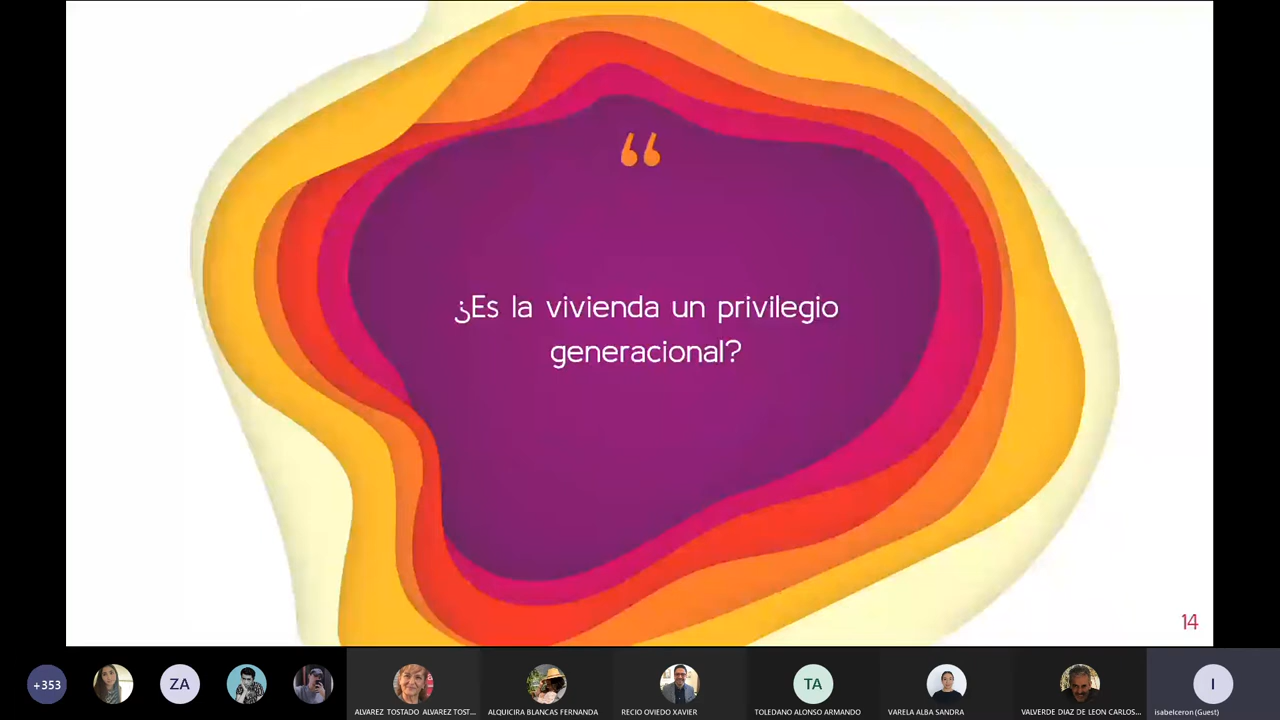 “
¿Es la vivienda un privilegio
generacional?
14
+353
ZA
ALVAREZ TOSTADO ALVAREZ TOST...
ALQUICIRA BLANCAS FERNANDA
RECIO OVIEDO XAVIER
TA
TOLEDANO ALONSO ARMANDO
VARELA ALBA SANDRA
VALVERDE DIAZ DE LEON CARLOS...
I
isabelceron (Guest)